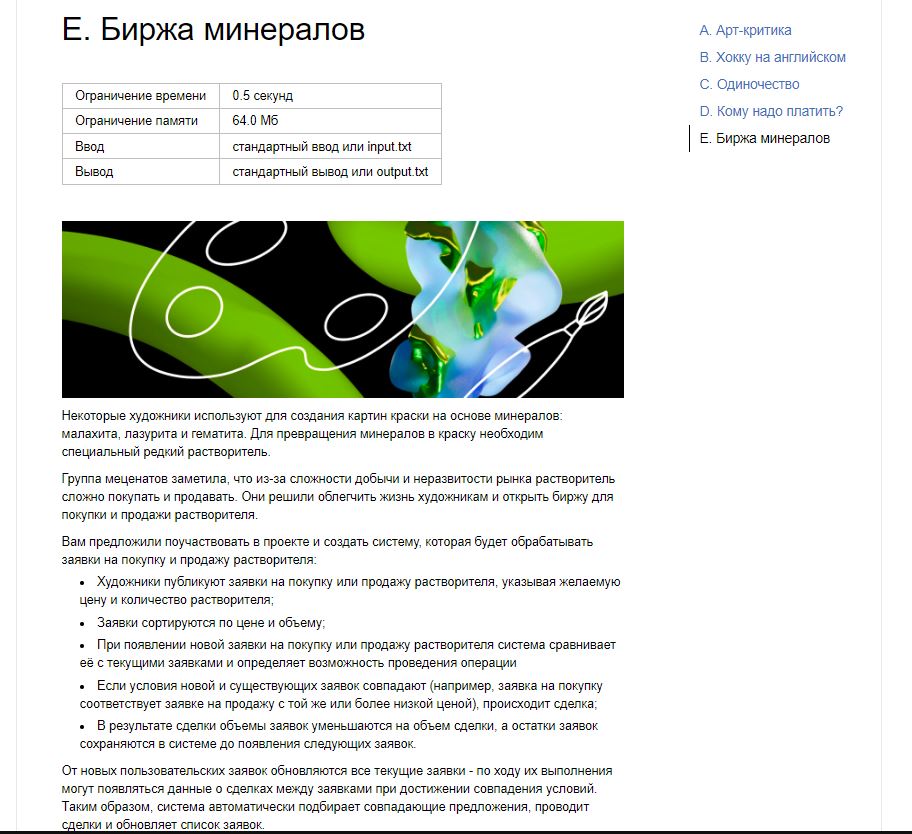 E. Биржа минералов
Ограничение времени 0.5 секунд
Ограничение памяти 64.0 Мб
Ввод стандартный ввод или input.txt
Вывод стандартный вывод или output.txt
Некоторые художники используют для создания картин краски на основе минералов:
малахита, лазурита и гематита. Для превращения минералов в краску необходим
специальный редкий растворитель.
Группа меценатов заметила, что из-за сложности добычи и неразвитости рынка растворитель
сложно покупать и продавать. Они решили облегчить жизнь художникам и открыть биржу для
покупки и продажи растворителя.
Вам предложили поучаствовать в проекте и создать систему, которая будет обрабатывать
заявки на покупку и продажу растворителя:
• Художники публикуют заявки на покупку или продажу растворителя, указывая желаемую
цену и количество растворителя;
• Заявки сортируются по цене и объему;
• При появлении новой заявки на покупку или продажу растворителя система сравнивает
её с текущими заявками и определяет возможность проведения операции
• Если условия новой и существующих заявок совпадают (например, заявка на покупку
соответствует заявке на продажу с той же или более низкой ценой), происходит сделка;
• В результате сделки объемы заявок уменьшаются на объем сделки, а остатки заявок
сохраняются в системе до появления следующих заявок.
От новых пользовательских заявок обновляются все текущие заявки - по ходу их выполнения
могут появляться данные о сделках между заявками при достижении совпадения условий.
Таким образом, система автоматически подбирает совпадающие предложения, проводит
сделки и обновляет список заявок.
A. Арт-критика
B. Хокку на английском
C. Одиночество
D. Кому надо платить?
E. Биржа минералов